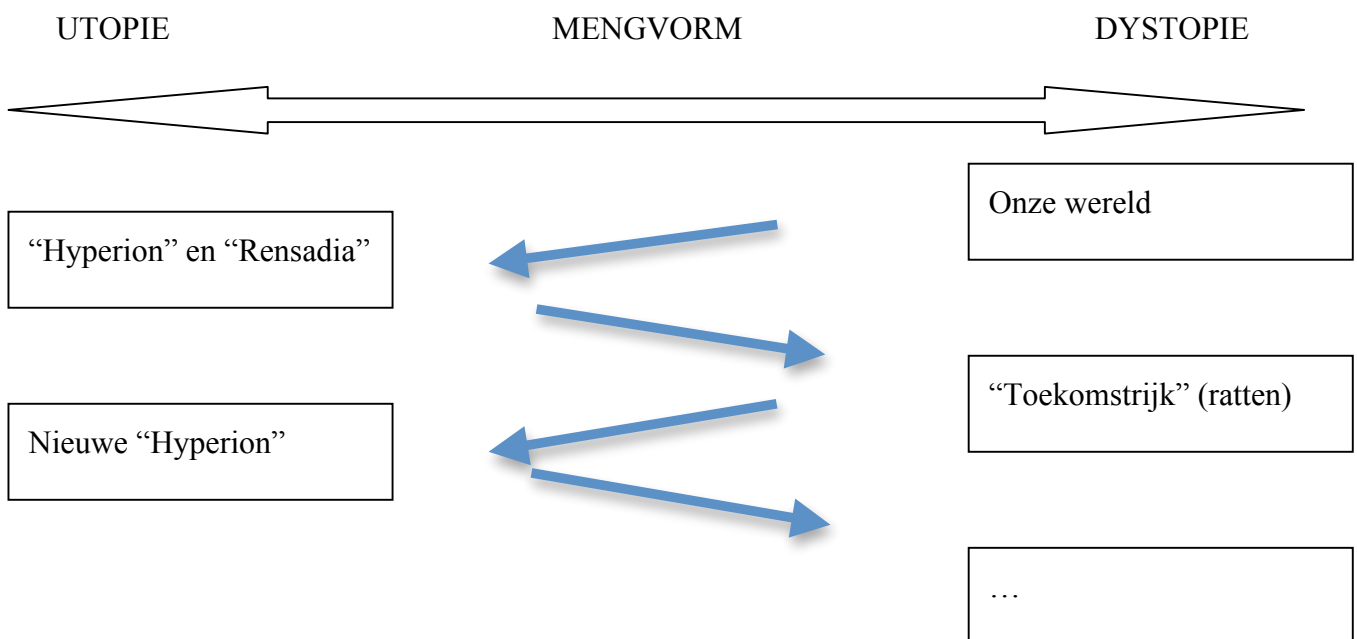 UTOPIE MENGVORM DYSTOPIE
Onze wereld
“Hyperion” en “Rensadia”
“Toekomstrijk” (ratten)
Nieuwe “Hyperion”
…